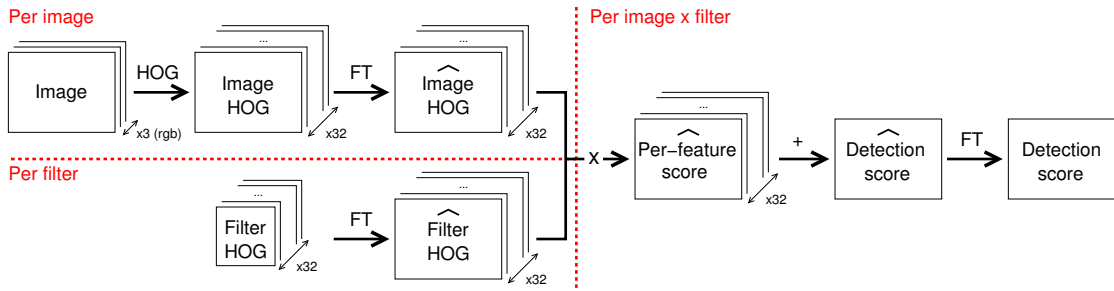 Per image
Image
x3 (rgb)
HOG
...
Image
HOG
x32
FT
...
Image
HOG
x32
Per filter
...
Filter
HOG
x32
FT
...
Filter
HOG
x32
Per image x filter
x
...
Per-feature
score
x32
+
Detection
score
FT
Detection
score